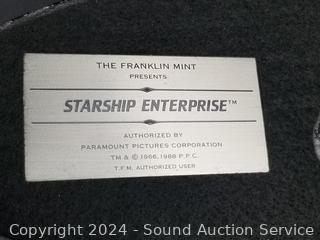 THE FRANKLIN MINT
PRESENTS
STARSHIP ENTERPRISE™
AUTHORIZED BY
PARAMOUNT PICTURES CORPORATION
TM & © 1966, 1988 P.P.C.
T.F.M. AUTHORIZED USER
Copyright © 2024 - Sound Auction Service